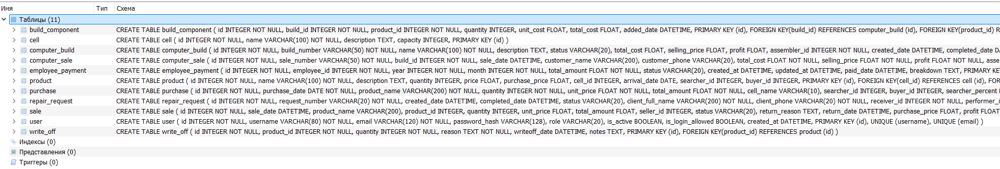 Имя Тип Схема
Таблицы (11)
build_component CREATE TABLE build_component ( id INTEGER NOT NULL, build_id INTEGER NOT NULL, product_id INTEGER NOT NULL, quantity INTEGER, unit_cost FLOAT, total_cost FLOAT, added_date DATETIME, PRIMARY KEY (id), FOREIGN KEY(build_id) REFERENCES computer_build (id), FOREIGN KEY(product_id) R
cell CREATE TABLE cell ( id INTEGER NOT NULL, name VARCHAR(100) NOT NULL, description TEXT, capacity INTEGER, PRIMARY KEY (id) )
computer_build CREATE TABLE computer_build ( id INTEGER NOT NULL, build_number VARCHAR(50) NOT NULL, name VARCHAR(100) NOT NULL, description TEXT, status VARCHAR(20), total_cost FLOAT, selling_price FLOAT, profit FLOAT, assembler_id INTEGER NOT NULL, created_date DATETIME, completed_date DA
computer_sale CREATE TABLE computer_sale ( id INTEGER NOT NULL, sale_number VARCHAR(50) NOT NULL, build_id INTEGER NOT NULL, sale_date DATETIME, customer_name VARCHAR(200), customer_phone VARCHAR(20), total_cost FLOAT NOT NULL, selling_price FLOAT NOT NULL, profit FLOAT NOT NULL, asse
employee_payment CREATE TABLE employee_payment ( id INTEGER NOT NULL, employee_id INTEGER NOT NULL, year INTEGER NOT NULL, month INTEGER NOT NULL, total_amount FLOAT NOT NULL, status VARCHAR(20), created_at DATETIME, updated_at DATETIME, paid_date DATETIME, breakdown TEXT, PRIMARY KEY
product CREATE TABLE product ( id INTEGER NOT NULL, name VARCHAR(100) NOT NULL, description TEXT, quantity INTEGER, price FLOAT, purchase_price FLOAT, cell_id INTEGER, arrival_date DATE, searcher_id INTEGER, buyer_id INTEGER, PRIMARY KEY (id), FOREIGN KEY(cell_id) REFERENCES cell (id), FOR
purchase CREATE TABLE purchase ( id INTEGER NOT NULL, purchase_date DATE NOT NULL, product_name VARCHAR(200) NOT NULL, quantity INTEGER NOT NULL, unit_price FLOAT NOT NULL, total_amount FLOAT NOT NULL, cell_name VARCHAR(10), searcher_id INTEGER, buyer_id INTEGER, searcher_percent
repair_request CREATE TABLE repair_request ( id INTEGER NOT NULL, request_number VARCHAR(20) NOT NULL, created_date DATETIME, completed_date DATETIME, status VARCHAR(20), client_full_name VARCHAR(200) NOT NULL, client_phone VARCHAR(20) NOT NULL, receiver_id INTEGER NOT NULL, performer_i
sale CREATE TABLE sale ( id INTEGER NOT NULL, sale_date DATETIME, product_name VARCHAR(200), product_id INTEGER, quantity INTEGER, unit_price FLOAT, total_amount FLOAT, seller_id INTEGER, status VARCHAR(20), return_reason TEXT, return_date DATETIME, purchase_price FLOAT, profit FLOAT
user CREATE TABLE user ( id INTEGER NOT NULL, username VARCHAR(80) NOT NULL, email VARCHAR(120) NOT NULL, password_hash VARCHAR(128), role VARCHAR(20), is_active BOOLEAN, is_login_allowed BOOLEAN, created_at DATETIME, PRIMARY KEY (id), UNIQUE (username), UNIQUE (email) )
write_off CREATE TABLE write_off ( id INTEGER NOT NULL, product_id INTEGER NOT NULL, quantity INTEGER NOT NULL, reason TEXT NOT NULL, writeoff_date DATETIME, notes TEXT, PRIMARY KEY (id), FOREIGN KEY(product_id) REFERENCES product (id) )
Индексы (0)
Представления (0)
Триггеры (0)